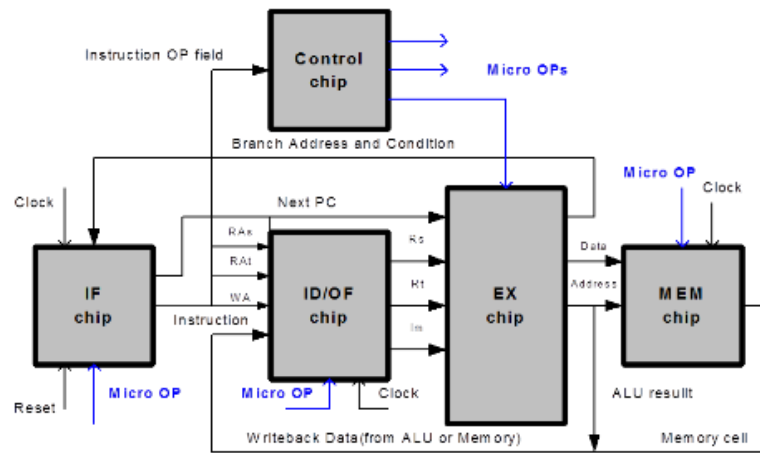 Instruction OP field
Control
chip
Micro OPs
Branch Address and Condition
Micro OP
Clock
Clock
Next PC
RAs
Rs
Data
RAt
IF
chip
ID/OF
chip
Rt
EX
chip
Address
MEM
chip
WA
Instruction
Im
Micro OP
Micro OP
Clock
ALU resullt
Reset
Writeback Data(from ALU or Memory)
Memory cell